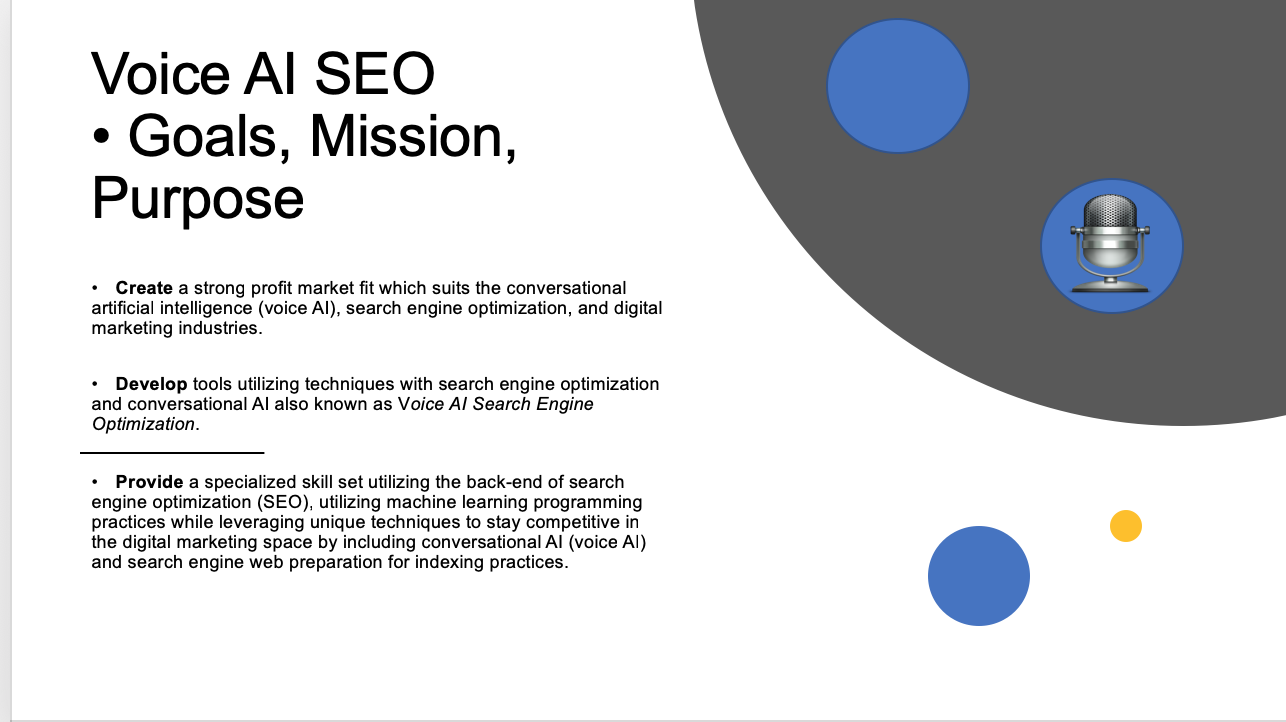 Voice AI SEO
• Goals, Mission,
Purpose
• Create a strong profit market fit which suits the conversational
artificial intelligence (voice AI), search engine optimization, and digital
marketing industries.
• Develop tools utilizing techniques with search engine optimization
and conversational AI also known as Voice AI Search Engine
Optimization.
• Provide a specialized skill set utilizing the back-end of search
engine optimization (SEO), utilizing machine learning programming
practices while leveraging unique techniques to stay competitive in
the digital marketing space by including conversational AI (voice AI)
and search engine web preparation for indexing practices.